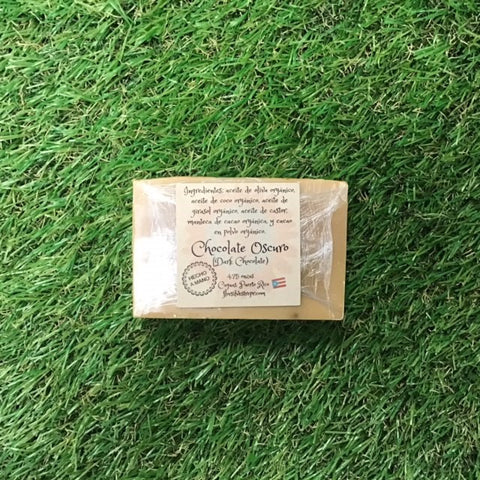 Ingredientes: aceite de oliva orgánico,
aceite de coco orgánico, aceite de
girasol orgánico, aceite de castor,
manteca de cacao orgánica, y cacao
en polvo orgánico.
Chocolate Oscuro
(Dark Chocolate)
HECHO
A MANO
4.75 onzas
Puerto Rico